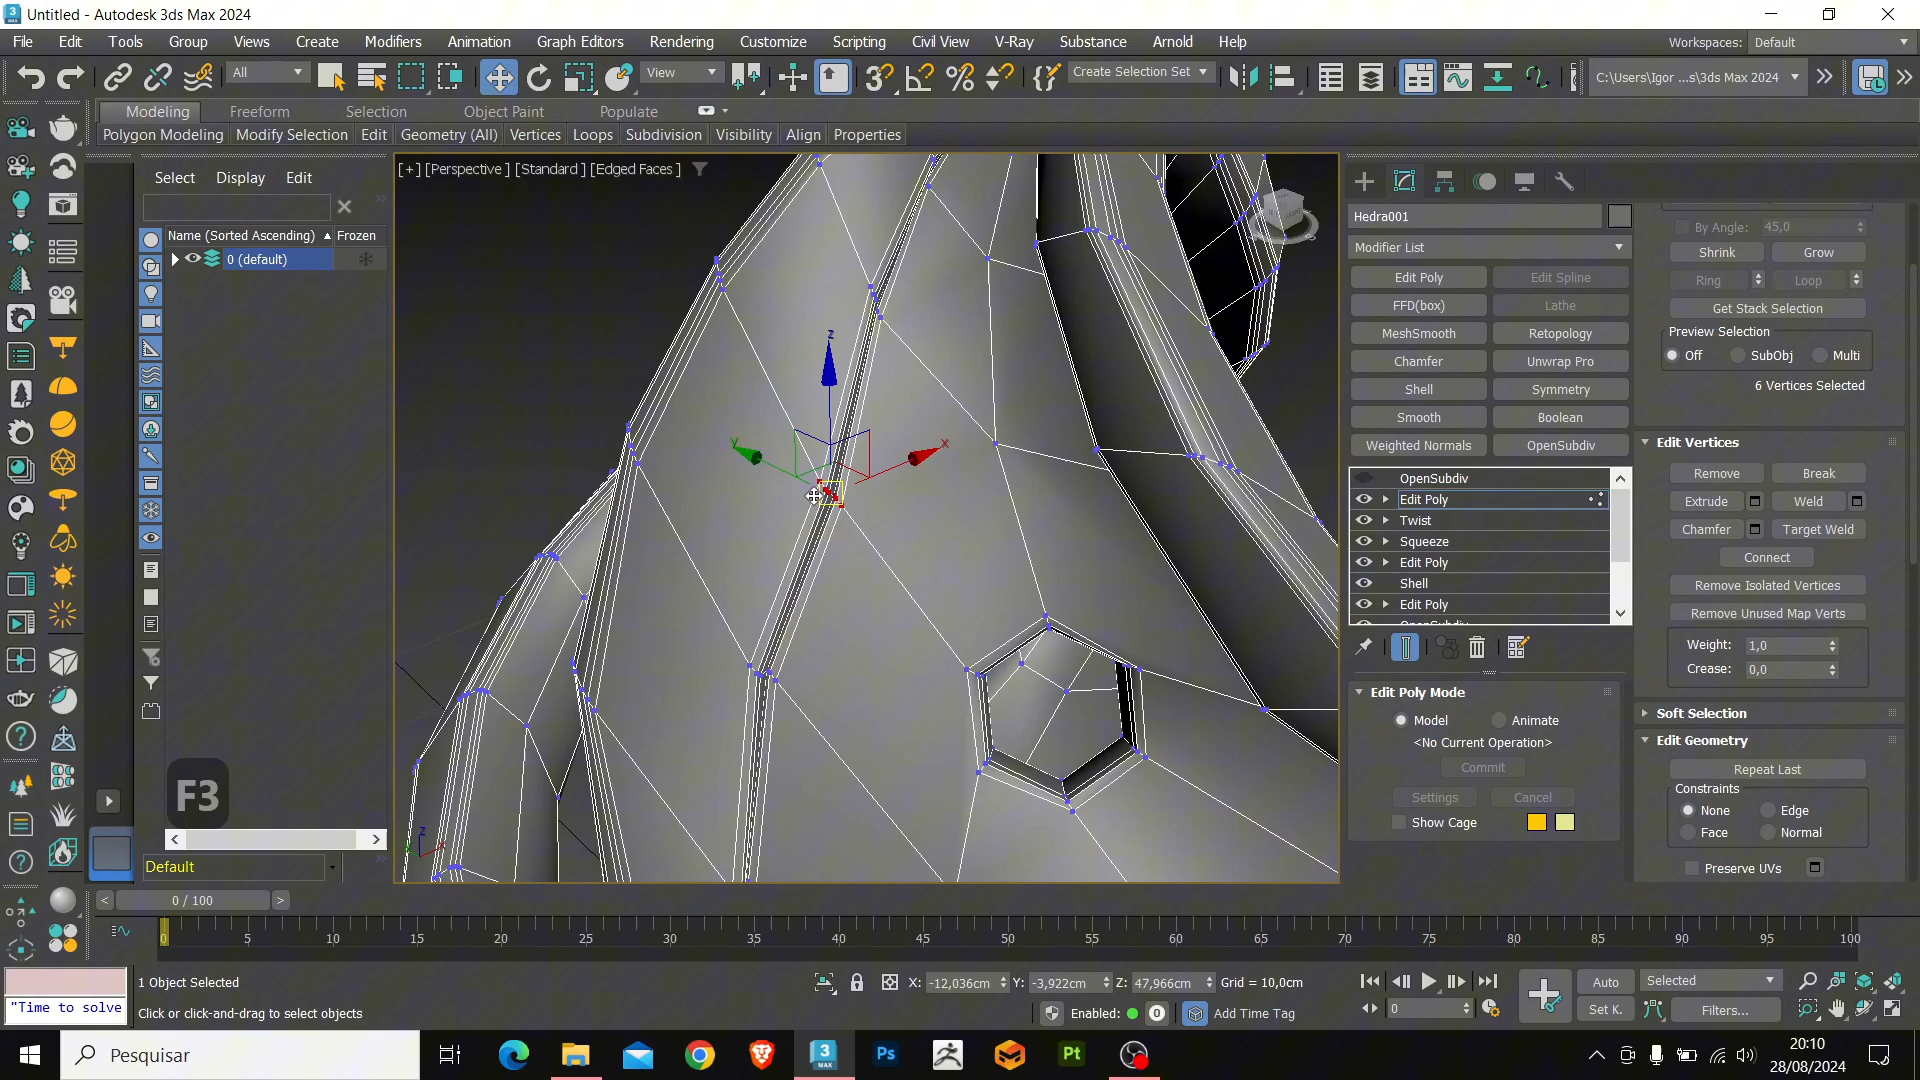 Untitled - Autodesk 3ds Max 2024
File Edit Tools Group Views Create Modifiers Animation Graph Editors Rendering Customize Scripting Civil View V-Ray Substance Arnold Help
Workspaces: Default
All
View
Create Selection Set
C:\Users\Igor ...s\3ds Max 2024
Modeling Freeform Selection Object Paint Populate
Polygon Modeling Modify Selection Edit Geometry (All) Vertices Loops Subdivision Visibility Align Properties
Select Display Edit
Name (Sorted Ascending) Frozen
0 (default)
F3
Default
[+] [Perspective ] [Standard ] [Edged Faces ]
z
y
x
z
Hedra001
Modifier List
Edit Poly Edit Spline
FFD(box) Lathe
MeshSmooth Retopology
Chamfer Unwrap Pro
Shell Symmetry
Smooth Boolean
Weighted Normals OpenSubdiv
OpenSubdiv
Edit Poly
Twist
Squeeze
Edit Poly
Shell
Edit Poly
Edit Poly Mode
Model Animate
<No Current Operation>
Commit
Settings Cancel
Show Cage
By Angle: 45,0
Shrink Grow
Ring Loop
Get Stack Selection
Preview Selection
Off SubObj Multi
6 Vertices Selected
Edit Vertices
Remove Break
Extrude Weld
Chamfer Target Weld
Connect
Remove Isolated Vertices
Remove Unused Map Verts
Weight: 1,0
Crease: 0,0
Soft Selection
Edit Geometry
Repeat Last
Constraints
None Edge
Face Normal
Preserve UVs
< 0 / 100 >
0 5 10 15 20 25 30 35 40 45 50 55 60 65 70 75 80 85 90 95 100
"Time to solve
1 Object Selected
Click or click-and-drag to select objects
X: -12,036cm Y: -3,922cm Z: 47,966cm Grid = 10,0cm
Enabled: 0 Add Time Tag
0
Auto Selected
Set K. Filters...
Pesquisar
3
MAX
Ps
Pt
20:10
28/08/2024